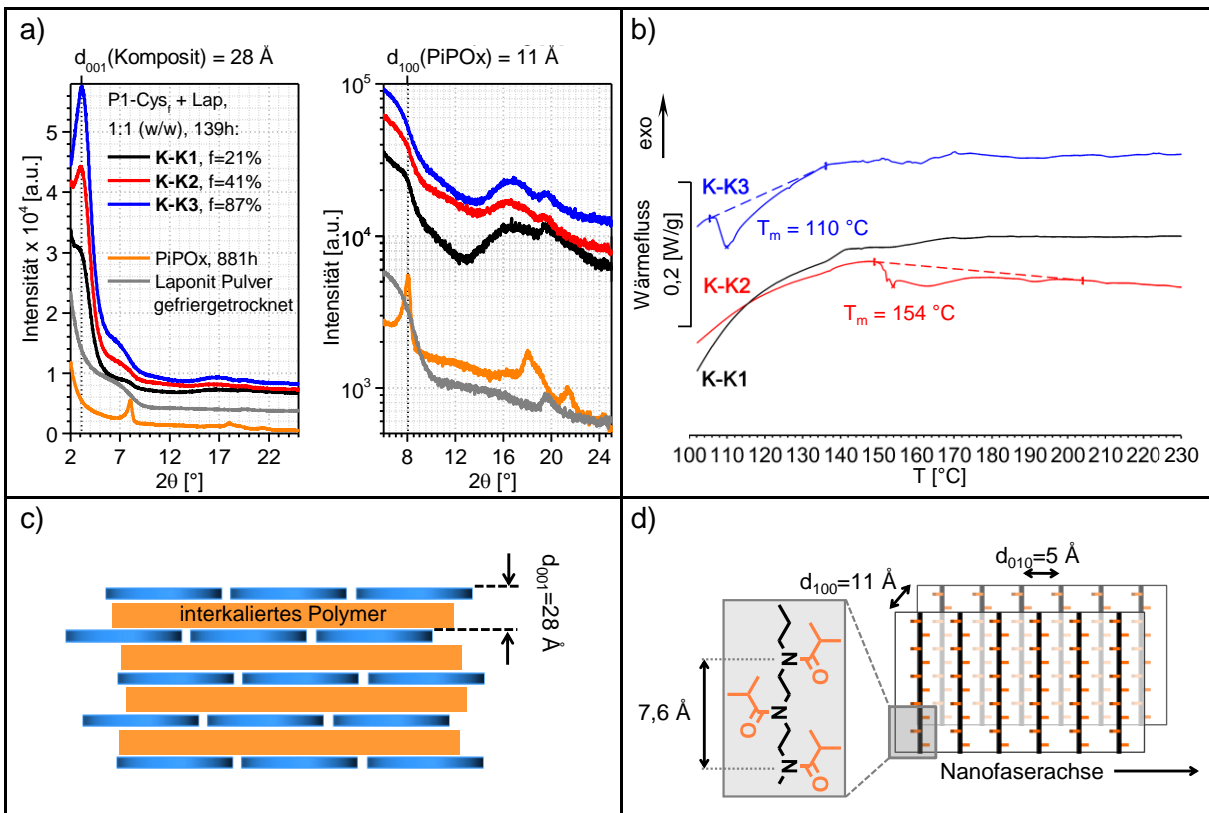 a)
d001(Komposit) = 28 Å
d100(PiPOx) = 11 Å
P1-Cysf + Lap,
1:1 (w/w), 139h:
K-K1, f=21%
K-K2, f=41%
K-K3, f=87%
PiPOx, 881h
Laponit Pulver
gefriergetrocknet
Intensität x 10^4 [a.u.]
5
4
3
2
1
0
2 7 12 17 22
2θ [°]
Intensität [a.u.]
10^5
10^4
10^3
8 12 16 20 24
2θ [°]
b)
exo
Wärmefluss
0,2 [W/g]
K-K3
Tm = 110 °C
K-K2
Tm = 154 °C
K-K1
100 110 120 130 140 150 160 170 180 190 200 210 220 230
T [°C]
c)
interkaliertes Polymer
d001=28 Å
d)
d010=5 Å
d100=11 Å
7,6 Å
N
O
N
O
N
O
Nanofaserachse